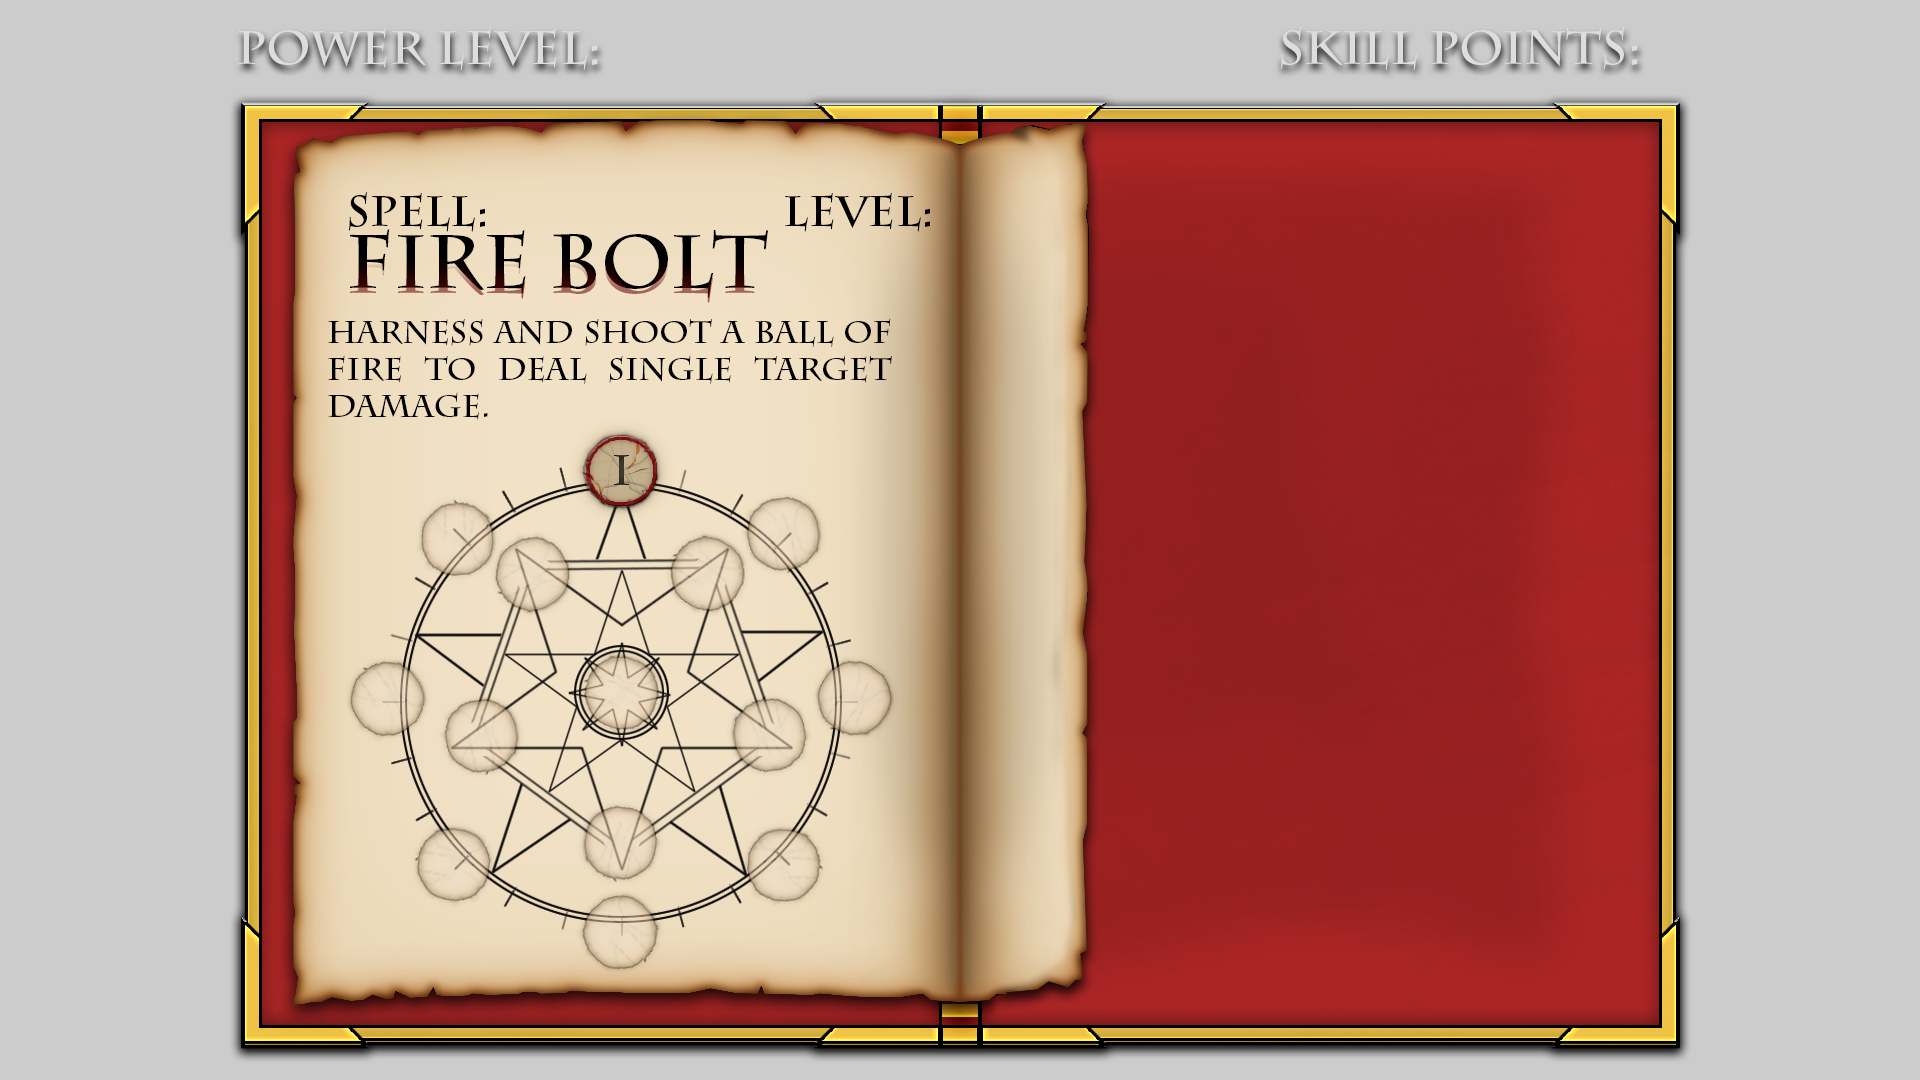 POWER LEVEL:
SKILL POINTS:
SPELL:
LEVEL:
FIRE BOLT
HARNESS AND SHOOT A BALL OF
FIRE TO DEAL SINGLE TARGET
DAMAGE.
I